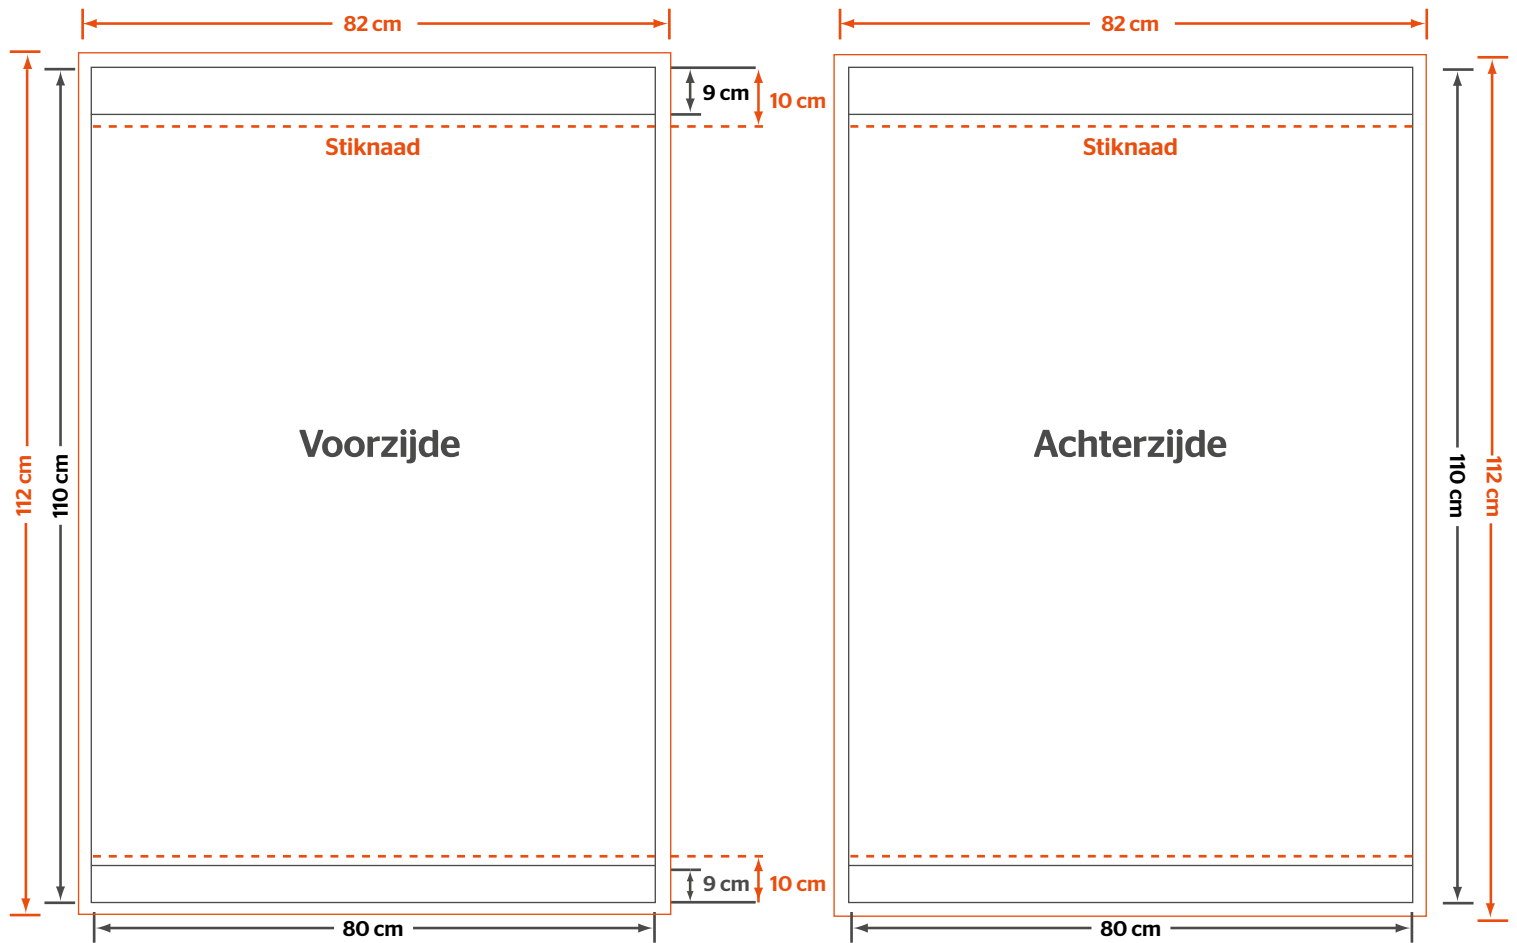 82 cm
82 cm
9 cm
10 cm
Stiknaad
Stiknaad
Voorzijde
Achterzijde
112 cm
110 cm
110 cm
112 cm
9 cm
10 cm
80 cm
80 cm